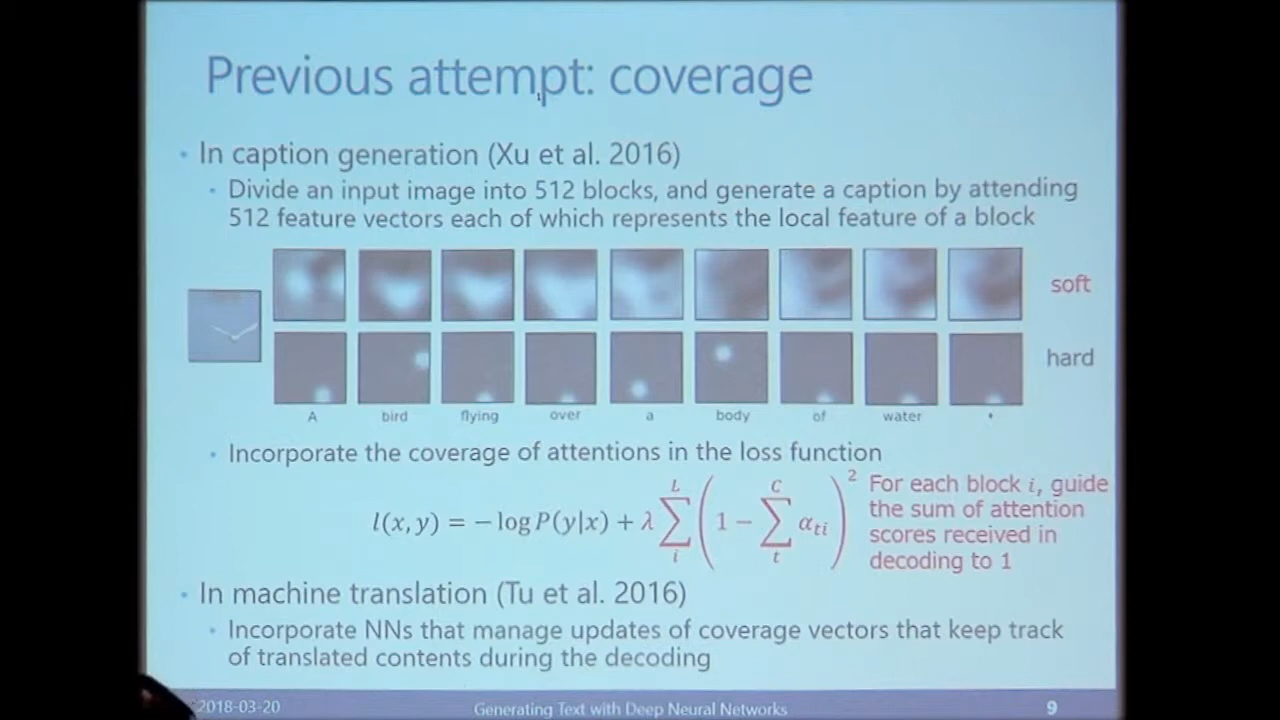 Previous attempt: coverage
• In caption generation (Xu et al. 2016)
• Divide an input image into 512 blocks, and generate a caption by attending
512 feature vectors each of which represents the local feature of a block
soft
hard
A bird flying over a body of water .
• Incorporate the coverage of attentions in the loss function
l(x, y) = − log P(y|x) + λ ∑_i^L (1 − ∑_t^C α_ti)^2
For each block i, guide
the sum of attention
scores received in
decoding to 1
• In machine translation (Tu et al. 2016)
• Incorporate NNs that manage updates of coverage vectors that keep track
of translated contents during the decoding
2018-03-20
Generating Text with Deep Neural Networks
9